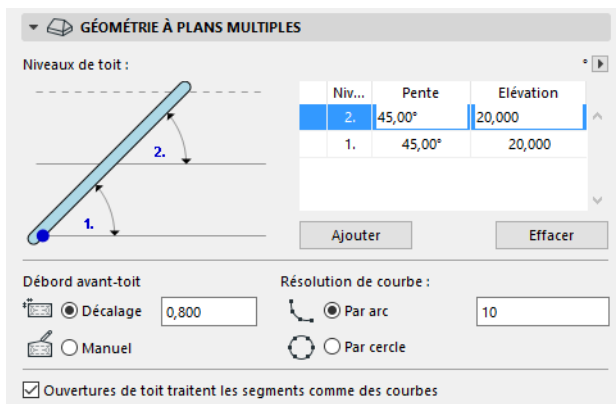 GÉOMÉTRIE À PLANS MULTIPLES
Niveaux de toit :
°
Niv... Pente Elévation
2. 45,00° 20,000
1. 45,00° 20,000
2.
1.
Ajouter Effacer
Débord avant-toit Résolution de courbe :
Décalage 0,800 Par arc 10
Manuel Par cercle
Ouvertures de toit traitent les segments comme des courbes